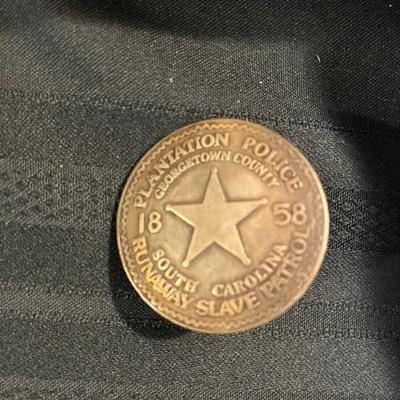 PLANTATION POLICE
GEORGETOWN COUNTY
18 58
SOUTH CAROLINA
RUNAWAY SLAVE PATROL